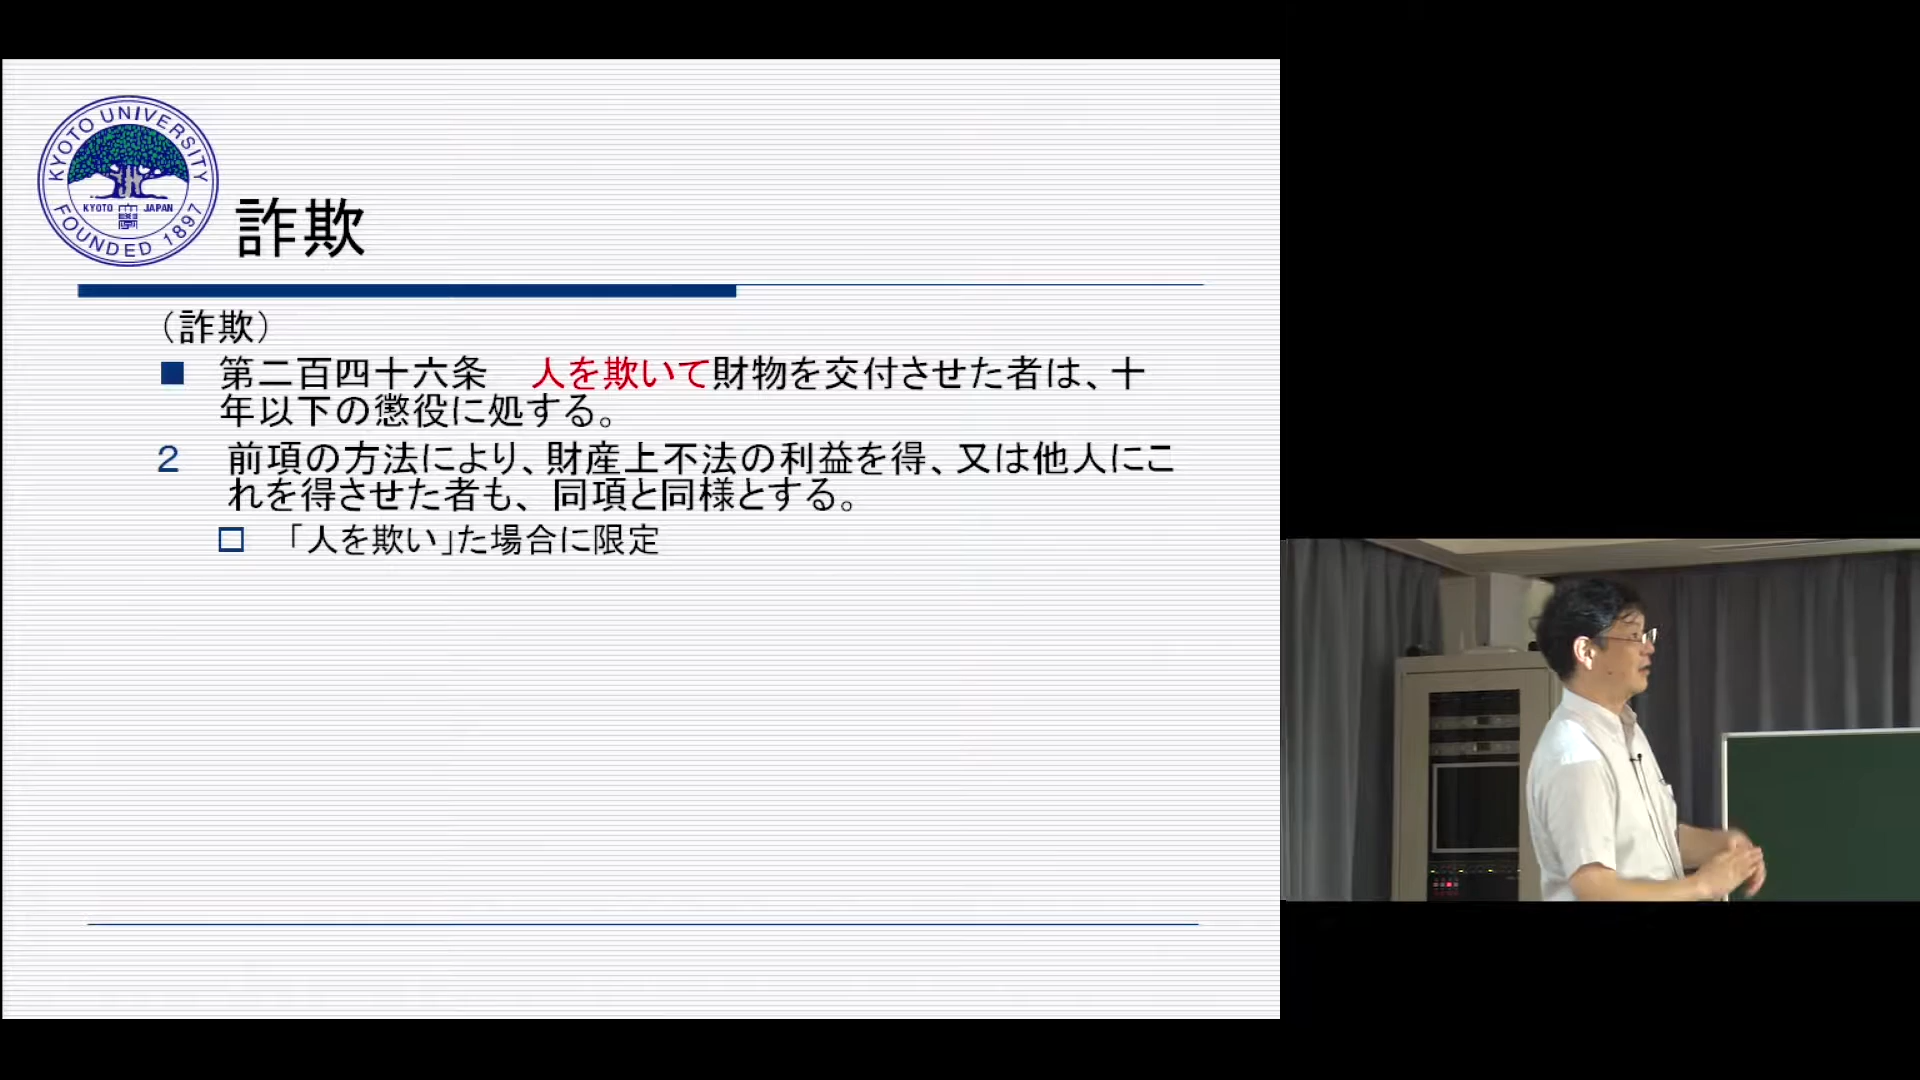 KYOTO UNIVERSITY
KYOTO JAPAN
FOUNDED 1897
詐欺
（詐欺）
■ 第二百四十六条　人を欺いて財物を交付させた者は、十
年以下の懲役に処する。
２ 前項の方法により、財産上不法の利益を得、又は他人にこ
れを得させた者も、同項と同様とする。
□ 「人を欺い」た場合に限定